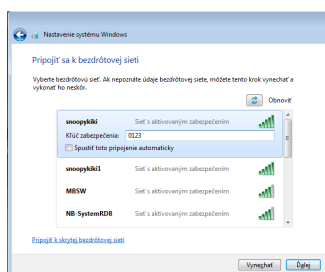 Nastavenie systému Windows
Pripojiť sa k bezdrôtovej sieti
Vyberte bezdrôtovú sieť. Ak nepoznáte údaje bezdrôtovej siete, môžete tento krok vynechať a
vykonať ho neskôr.
Obnoviť
snoopykiki Sieť s aktivovaným zabezpečením
Kľúč zabezpečenia: 0123
Spustiť toto pripojenie automaticky
snoopykiki1 Sieť s aktivovaným zabezpečením
MBSW Sieť s aktivovaným zabezpečením
NB-SystemRD8 Sieť s aktivovaným zabezpečením
Pripojiť k skrytej bezdrôtovej sieti
Vynechať Ďalej